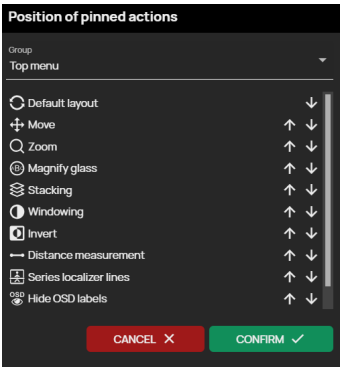 Position of pinned actions
Group
Top menu
Default layout
Move
Zoom
Magnify glass
Stacking
Windowing
Invert
Distance measurement
Series localizer lines
OSD Hide OSD labels
CANCEL
CONFIRM